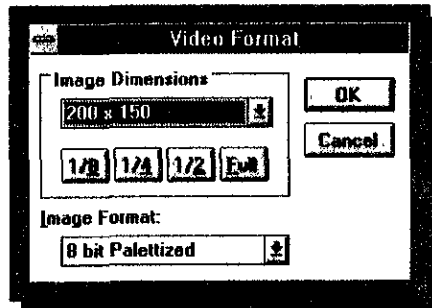 Video Format
Image Dimensions
200 x 150
OK
Cancel
1/8 1/4 1/2 Full
Image Format:
8 bit Palettized